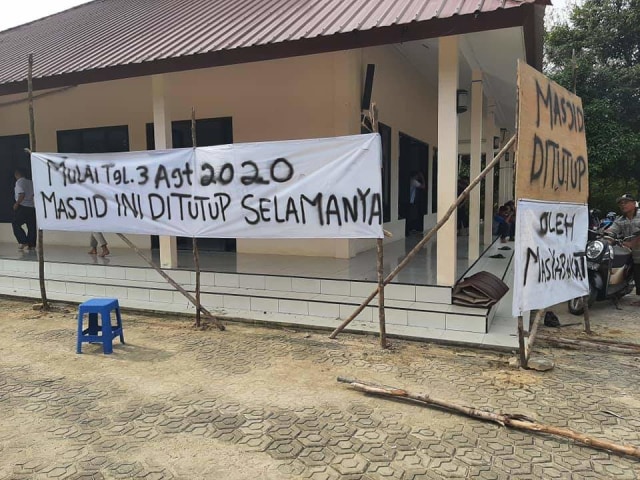 MULAI TGL. 3 Agt 2020
MASJID INI DITUTUP SELAMANYA
MASJID
DITUTUP
OLEH
MASYARAKAT